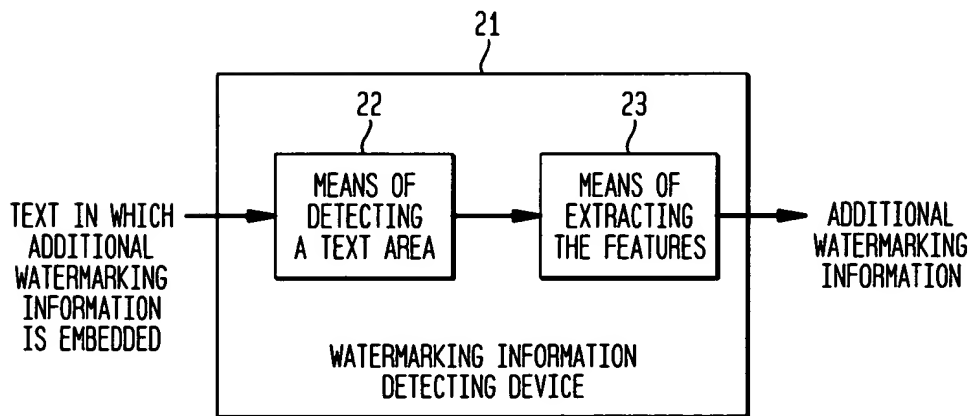 21
22
23
MEANS OF
DETECTING
A TEXT AREA
MEANS OF
EXTRACTING
THE FEATURES
TEXT IN WHICH
ADDITIONAL
WATERMARKING
INFORMATION
IS EMBEDDED
ADDITIONAL
WATERMARKING
INFORMATION
WATERMARKING INFORMATION
DETECTING DEVICE